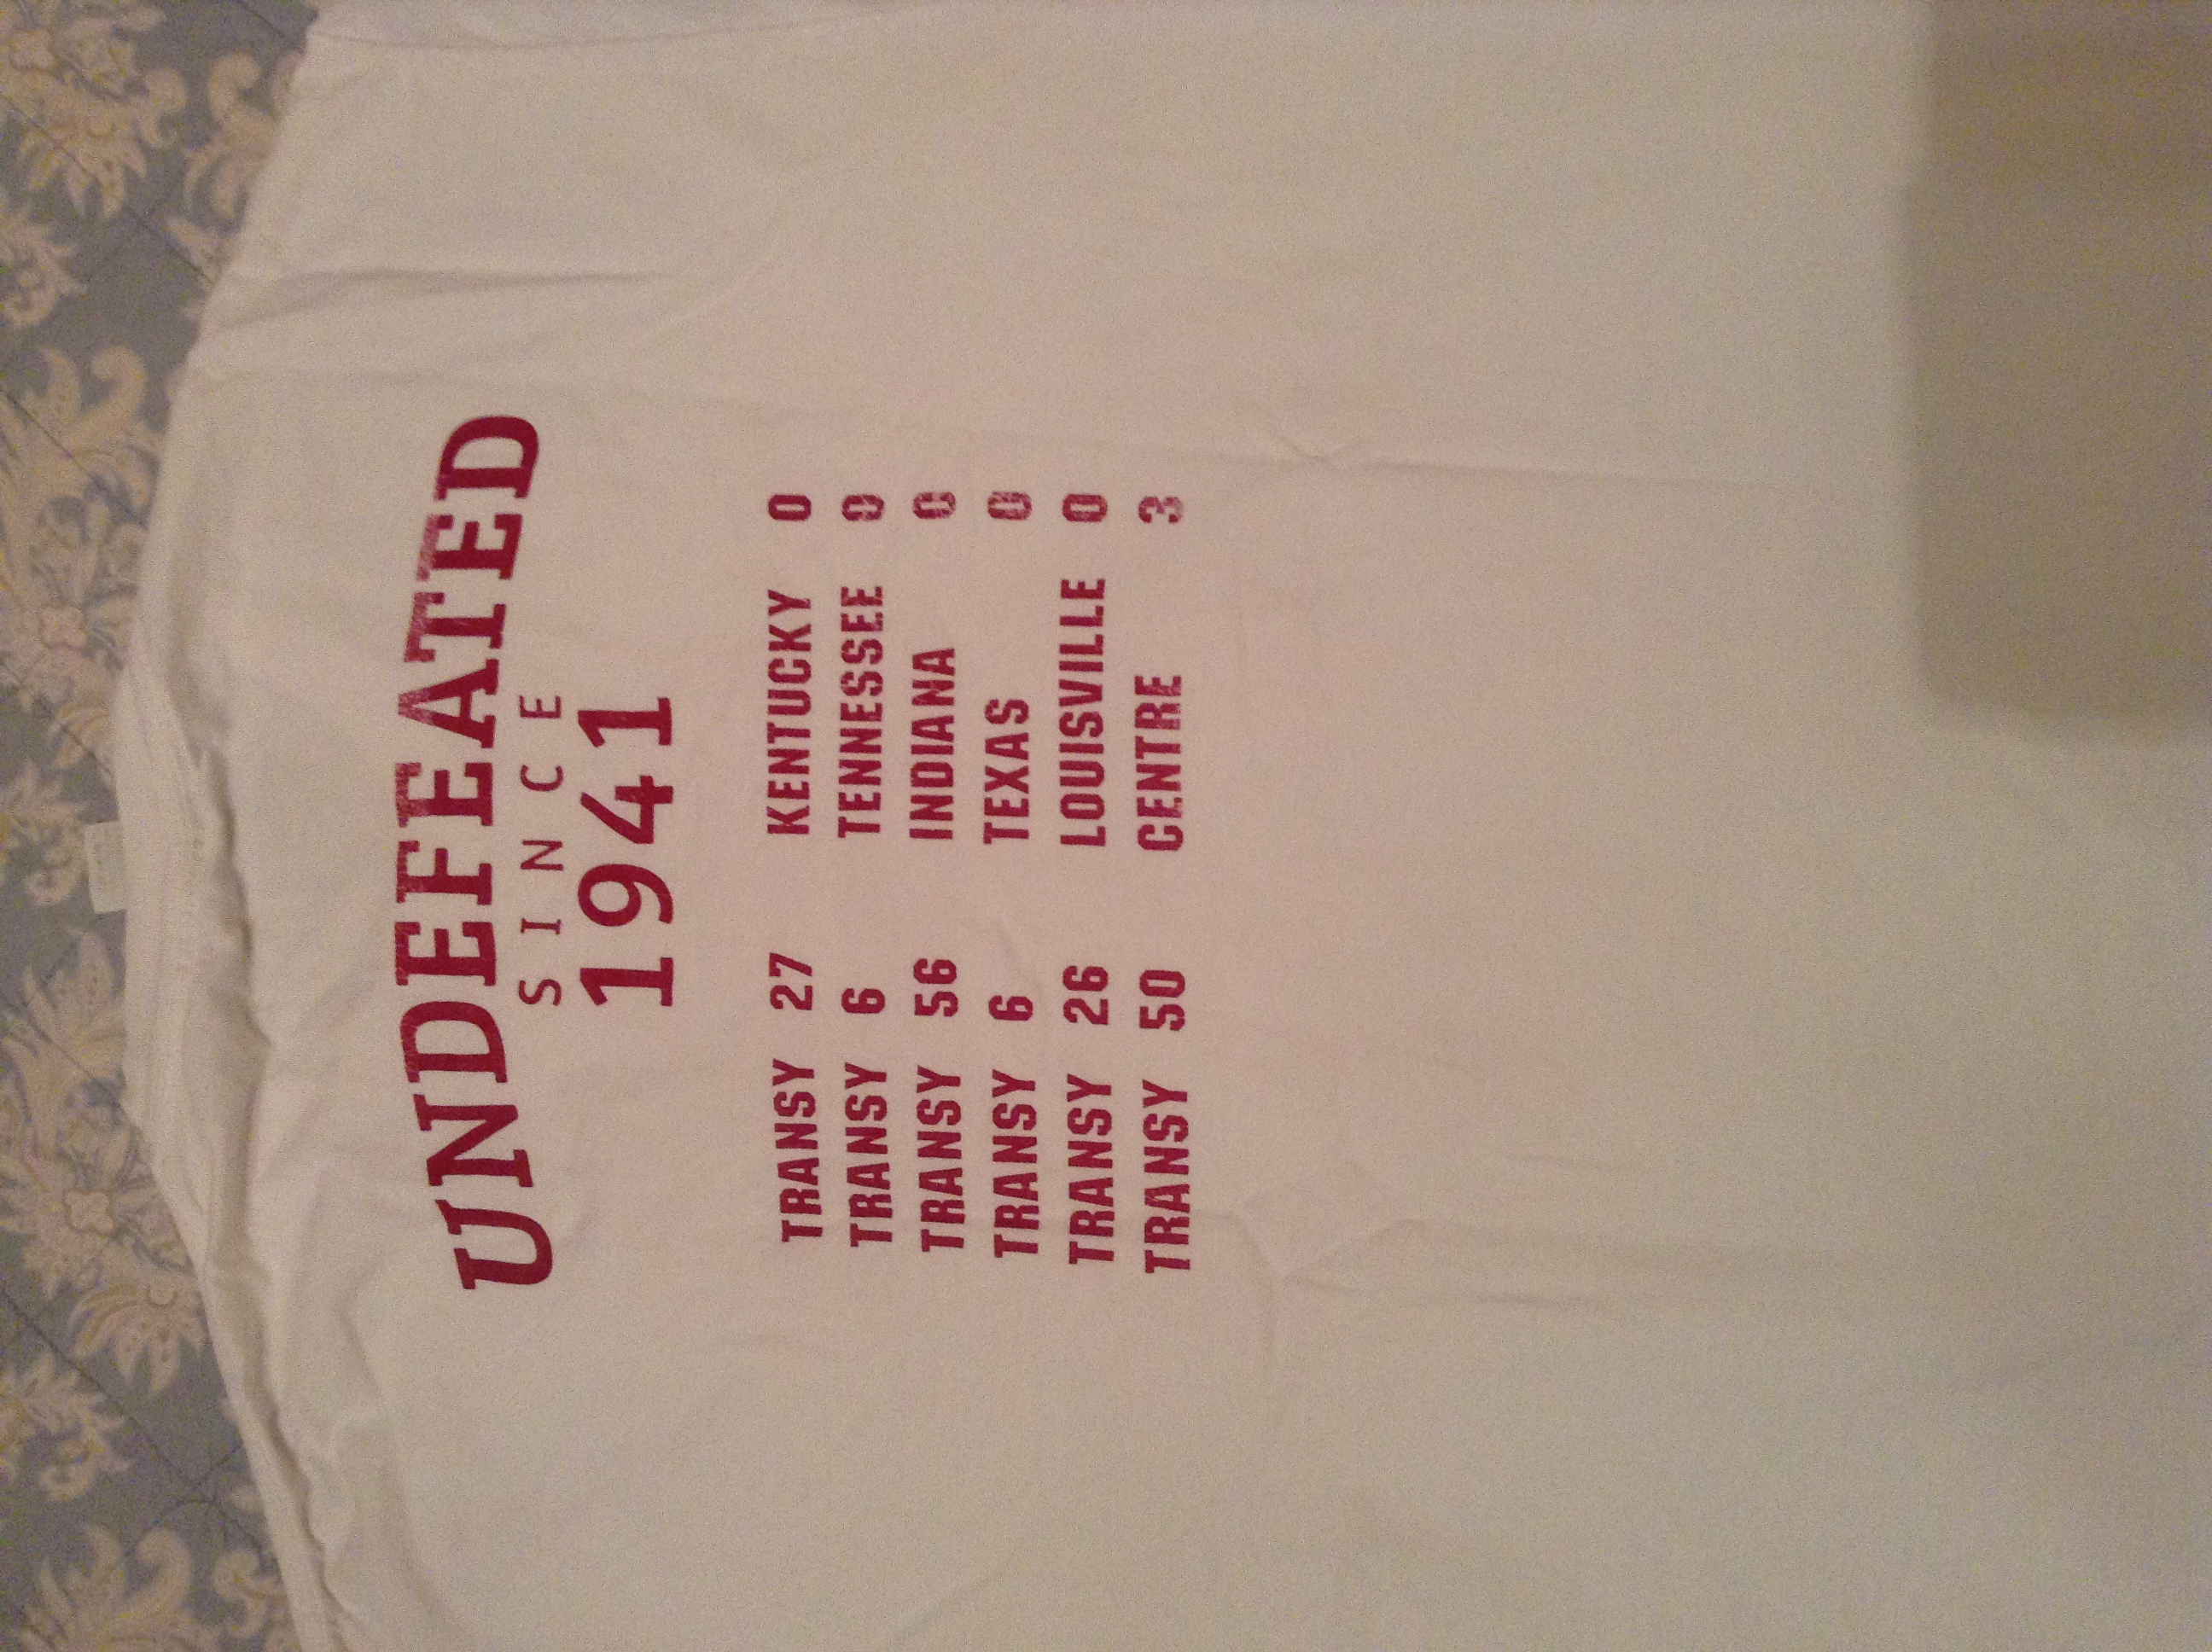 UNDEFEATED
SINCE
1941
TRANSY 27 KENTUCKY 0
TRANSY 6 TENNESSEE 0
TRANSY 56 INDIANA 0
TRANSY 6 TEXAS 0
TRANSY 26 LOUISVILLE 0
TRANSY 50 CENTRE 3